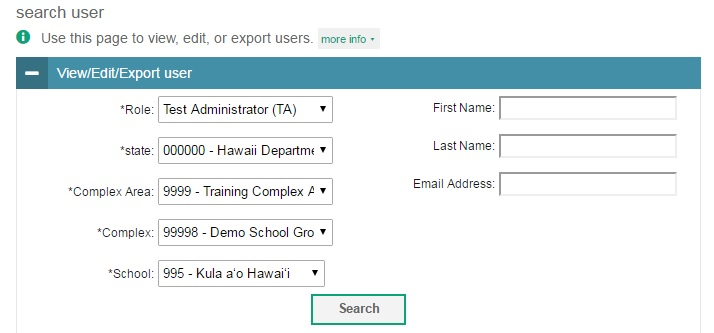 search user
Use this page to view, edit, or export users. more info
View/Edit/Export user
*Role: Test Administrator (TA)
First Name:
*state: 000000 - Hawaii Departme
Last Name:
*Complex Area: 9999 - Training Complex A
Email Address:
*Complex: 99998 - Demo School Gro
*School: 995 - Kula aʻo Hawaiʻi
Search